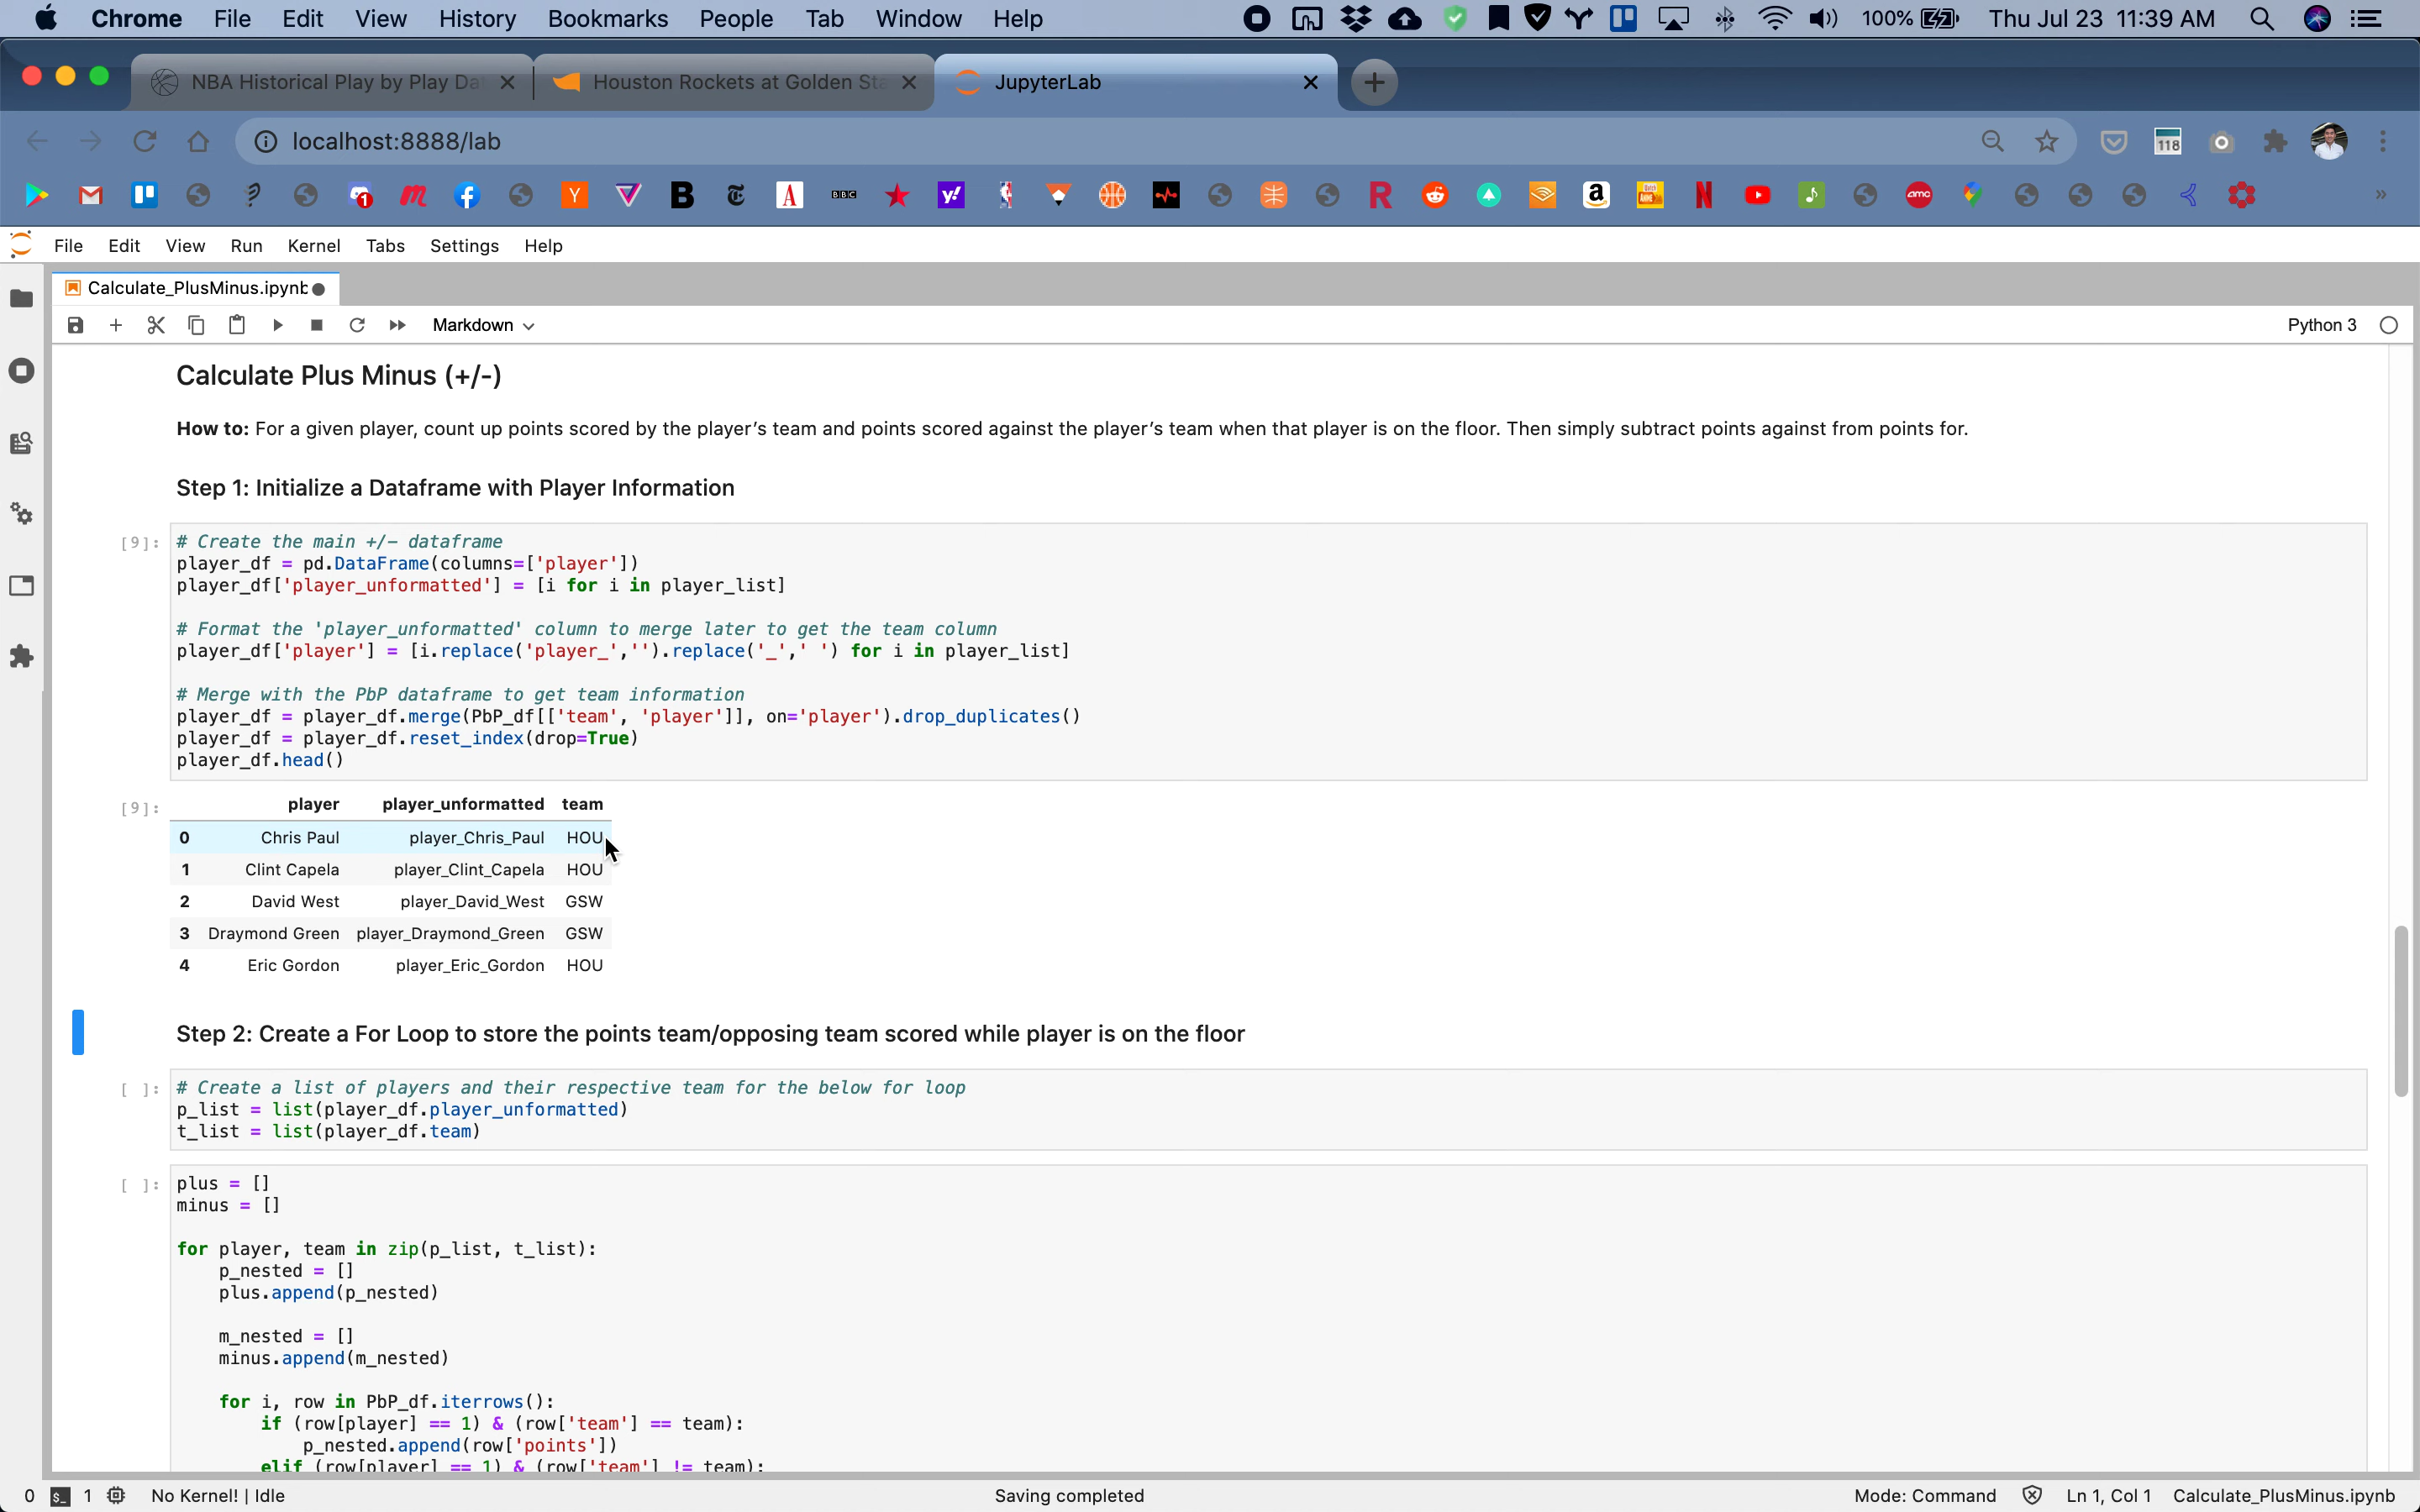 Chrome File Edit View History Bookmarks People Tab Window Help 100% Thu Jul 23 11:39 AM
NBA Historical Play by Play Dat Houston Rockets at Golden Sta JupyterLab
localhost:8888/lab 118
1 m Y B A BBC y! R a N amc »
File Edit View Run Kernel Tabs Settings Help
Calculate_PlusMinus.ipynb
Markdown Python 3
Calculate Plus Minus (+/-)
How to: For a given player, count up points scored by the player’s team and points scored against the player’s team when that player is on the floor. Then simply subtract points against from points for.
Step 1: Initialize a Dataframe with Player Information
[9]: # Create the main +/- dataframe
player_df = pd.DataFrame(columns=['player'])
player_df['player_unformatted'] = [i for i in player_list]
# Format the 'player_unformatted' column to merge later to get the team column
player_df['player'] = [i.replace('player_','').replace('_',' ') for i in player_list]
# Merge with the PbP dataframe to get team information
player_df = player_df.merge(PbP_df[['team', 'player']], on='player').drop_duplicates()
player_df = player_df.reset_index(drop=True)
player_df.head()
[9]: player player_unformatted team
0 Chris Paul player_Chris_Paul HOU
1 Clint Capela player_Clint_Capela HOU
2 David West player_David_West GSW
3 Draymond Green player_Draymond_Green GSW
4 Eric Gordon player_Eric_Gordon HOU
Step 2: Create a For Loop to store the points team/opposing team scored while player is on the floor
[ ]: # Create a list of players and their respective team for the below for loop
p_list = list(player_df.player_unformatted)
t_list = list(player_df.team)
[ ]: plus = []
minus = []
for player, team in zip(p_list, t_list):
p_nested = []
plus.append(p_nested)
m_nested = []
minus.append(m_nested)
for i, row in PbP_df.iterrows():
if (row[player] == 1) & (row['team'] == team):
p_nested.append(row['points'])
elif (row[player] == 1) & (row['team'] != team):
0 $_ 1 No Kernel! | Idle Saving completed Mode: Command Ln 1, Col 1 Calculate_PlusMinus.ipynb